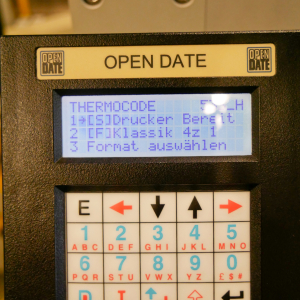 OPEN DATE
OPEN DATE
OPEN DATE
THERMOCODE
1➔[S]Drucker Bereit
2 [F]Klassik 4z 1
3 Format auswählen
E ← ↓ ↑ →
1 2 3 4 5
ABC DEF GHI JKL MNO
6 7 8 9 0
PQR STU VWX YZ £$#